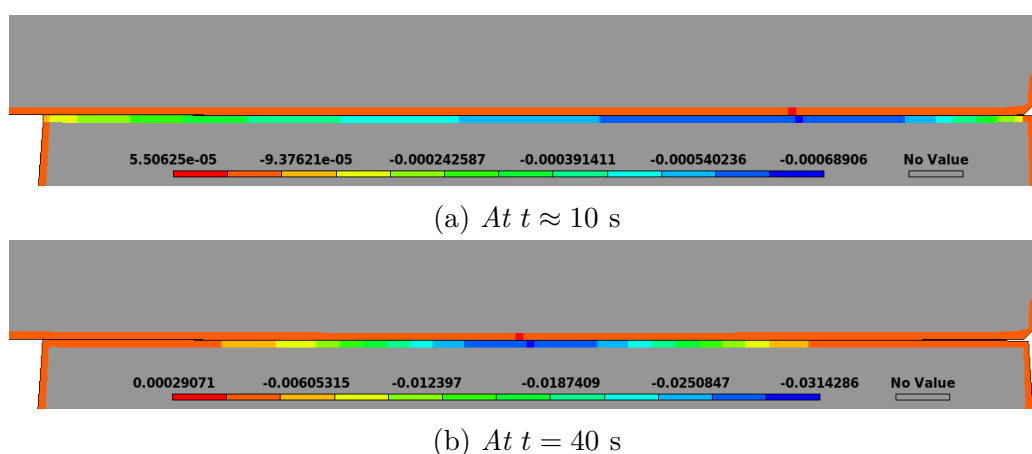 5.50625e-05 -9.37621e-05 -0.000242587 -0.000391411 -0.000540236 -0.00068906 No Value
(a) At t ≈ 10 s
0.00029071 -0.00605315 -0.012397 -0.0187409 -0.0250847 -0.0314286 No Value
(b) At t = 40 s